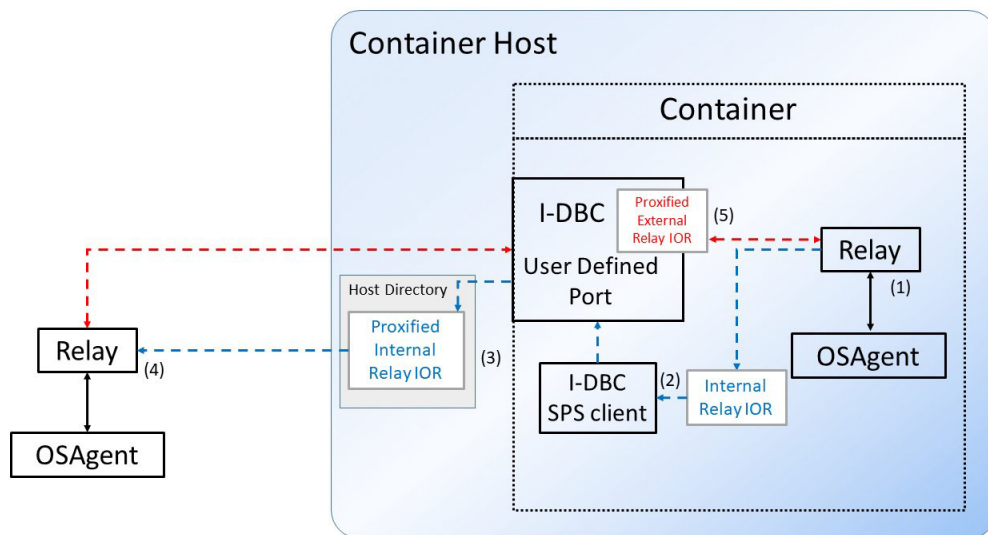 Container Host
Container
I-DBC
User Defined
Port
Proxified
External
Relay IOR
(5)
Relay
(1)
OSAgent
Host Directory
Proxified
Internal
Relay IOR
(3)
Relay
(4)
OSAgent
I-DBC
SPS client
(2)
Internal
Relay IOR